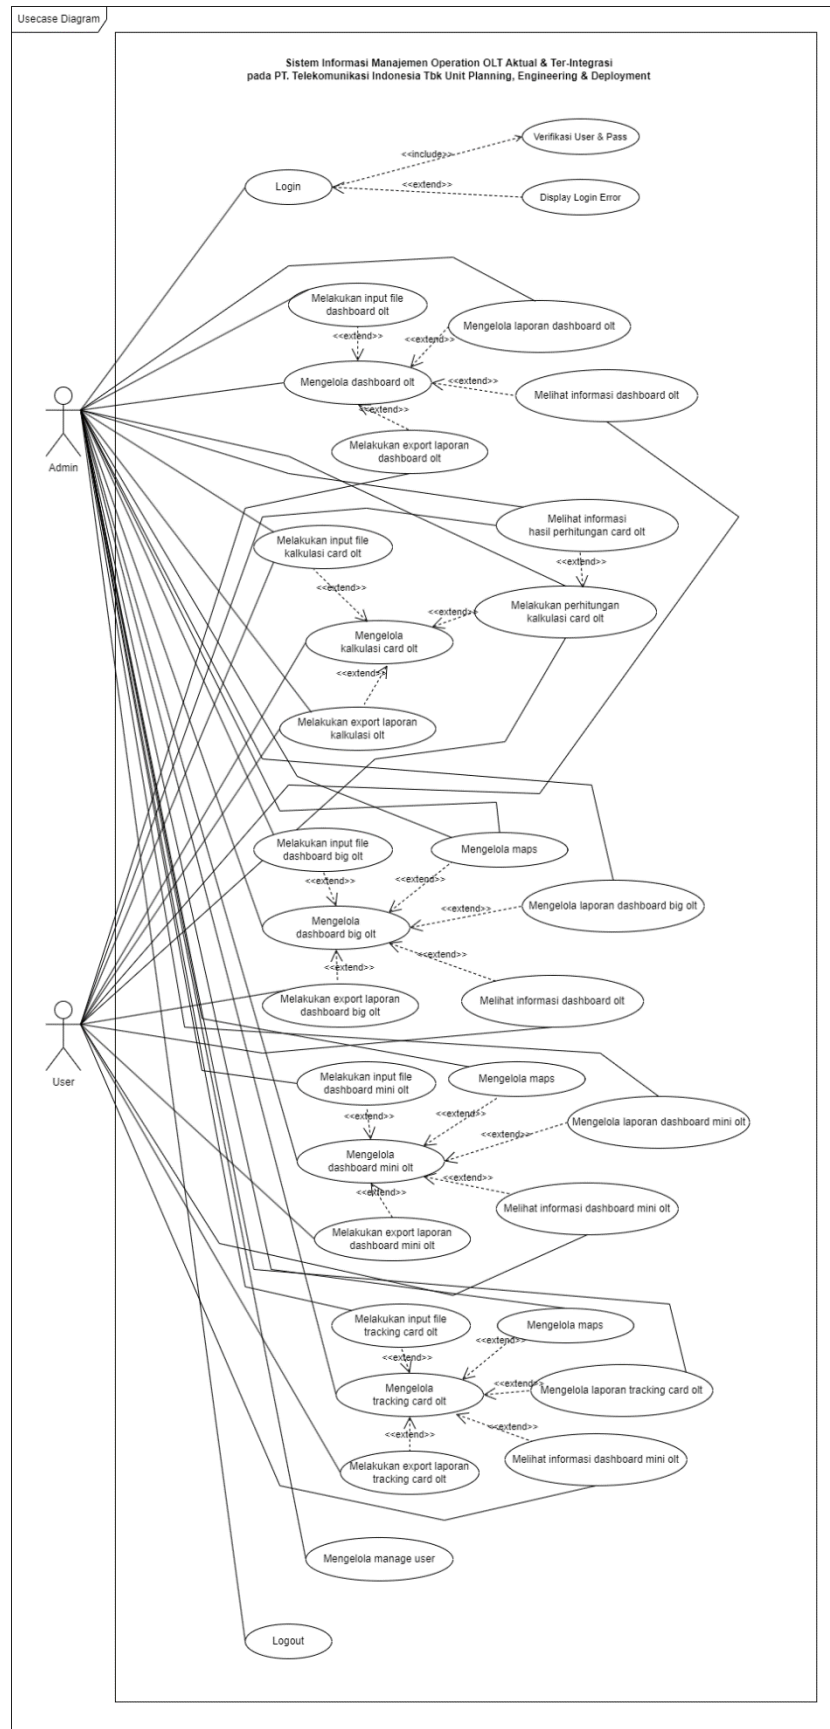 Usecase Diagram
Sistem Informasi Manajemen Operation OLT Aktual & Ter-Integrasi
pada PT. Telekomunikasi Indonesia Tbk Unit Planning, Engineering & Deployment
Verifikasi User & Pass
<<include>>
Login
<<extend>>
Display Login Error
Melakukan input file
dashboard olt
Mengelola laporan dashboard olt
<<extend>>
<<extend>>
Mengelola dashboard olt
<<extend>>
Melihat informasi dashboard olt
<<extend>>
Melakukan export laporan
dashboard olt
Admin
Melihat informasi
hasil perhitungan card olt
Melakukan input file
kalkulasi card olt
<<extend>>
<<extend>>
Melakukan perhitungan
kalkulasi card olt
<<extend>>
Mengelola
kalkulasi card olt
<<extend>>
Melakukan export laporan
kalkulasi olt
Melakukan input file
dashboard big olt
Mengelola maps
<<extend>>
<<extend>>
Mengelola laporan dashboard big olt
<<extend>>
Mengelola
dashboard big olt
<<extend>>
<<extend>>
Melakukan export laporan
dashboard big olt
Melihat informasi dashboard olt
User
Melakukan input file
dashboard mini olt
Mengelola maps
<<extend>>
<<extend>>
Mengelola laporan dashboard mini olt
<<extend>>
Mengelola
dashboard mini olt
<<extend>>
<<extend>>
Melihat informasi dashboard mini olt
Melakukan export laporan
dashboard mini olt
Melakukan input file
tracking card olt
Mengelola maps
<<extend>>
<<extend>>
Mengelola
tracking card olt
<<extend>>
Mengelola laporan tracking card olt
<<extend>>
<<extend>>
Melihat informasi dashboard mini olt
Melakukan export laporan
tracking card olt
Mengelola manage user
Logout